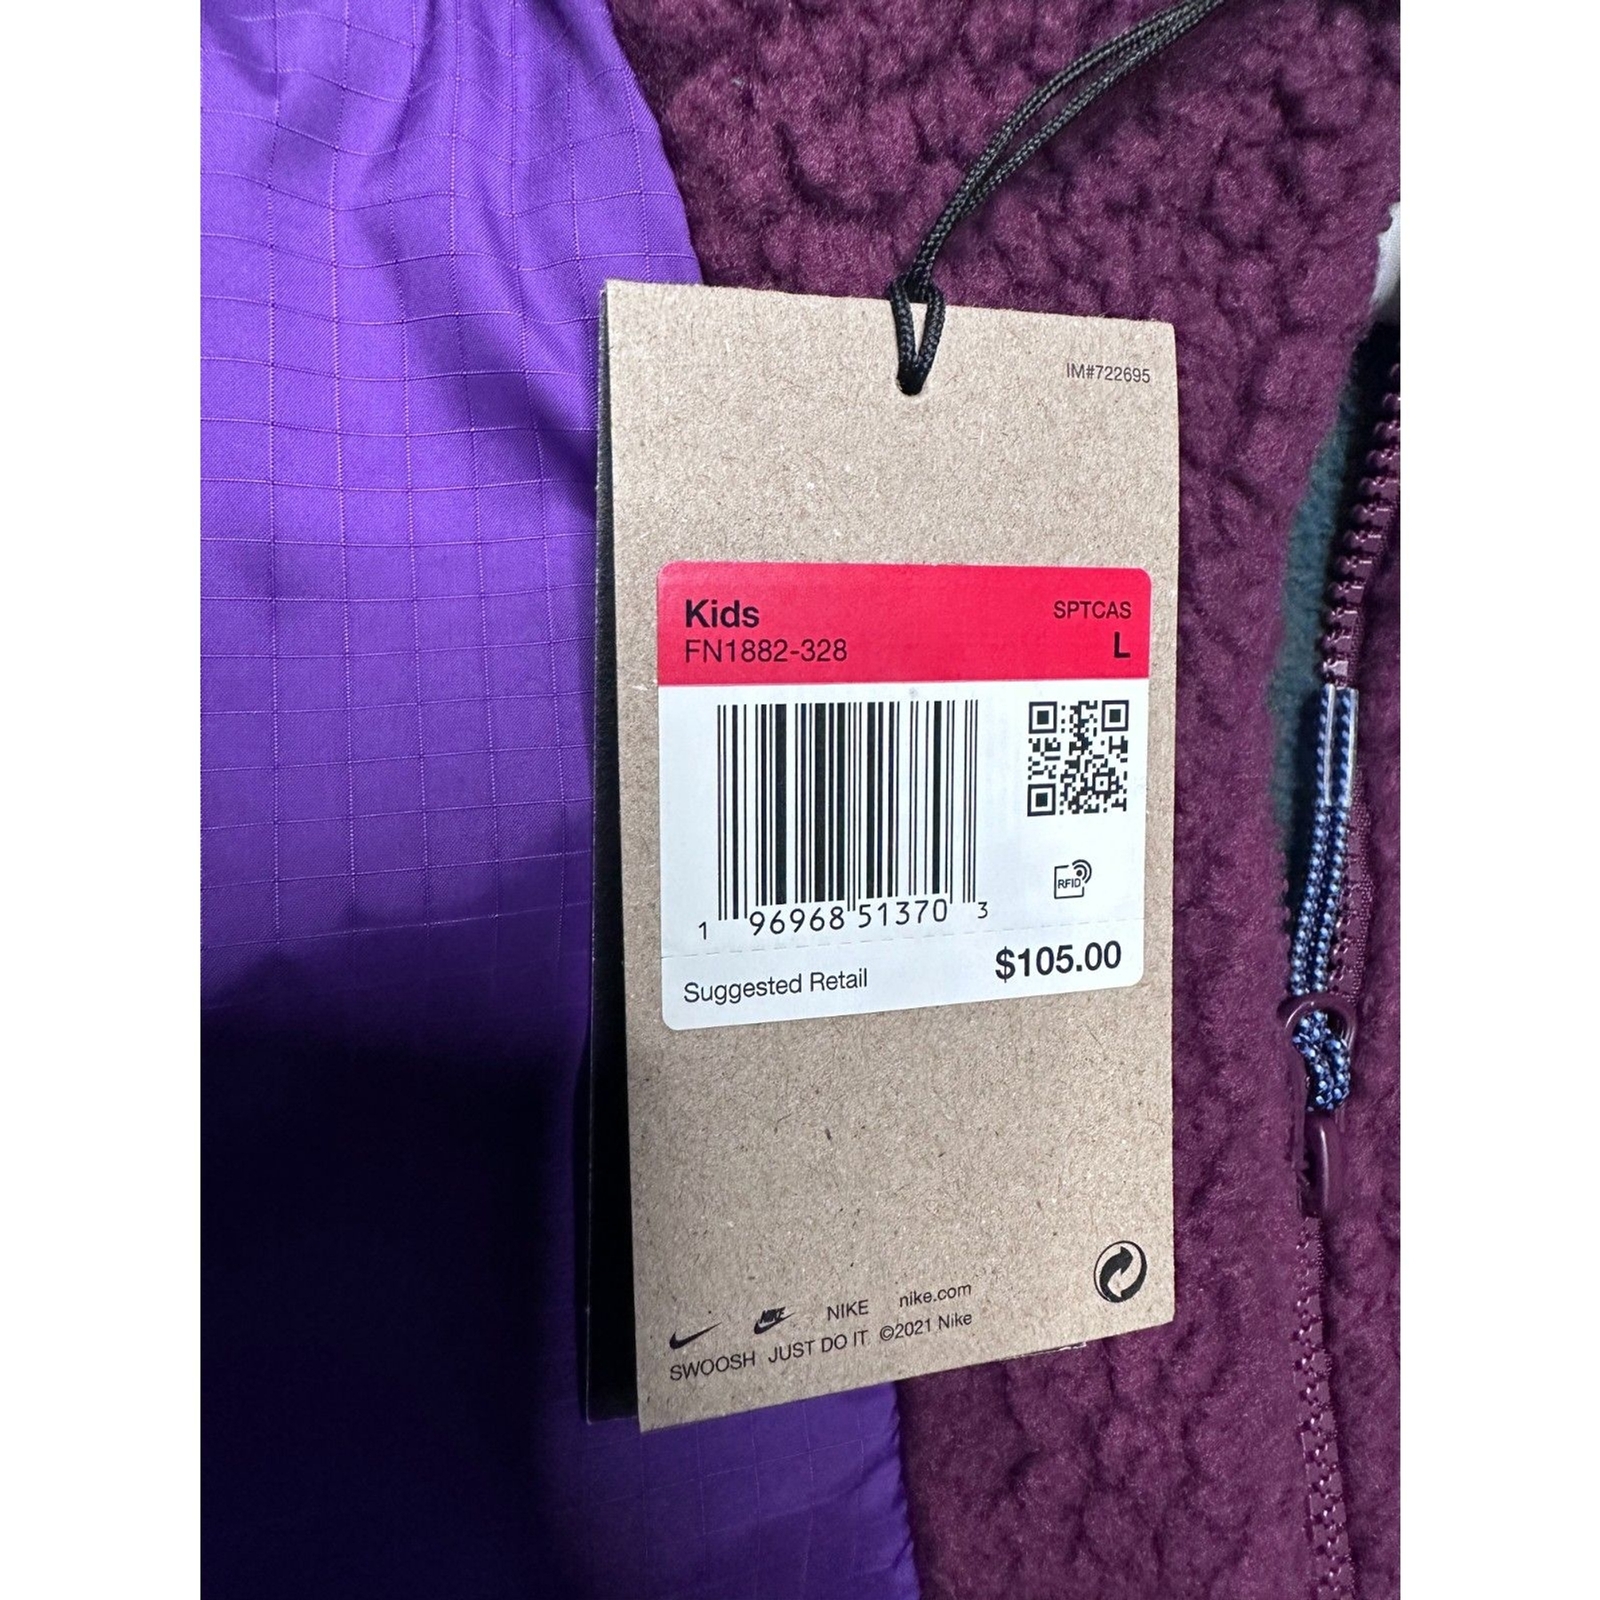 IM#722695
Kids SPTCAS
FN1882-328 L
RFID
1 96968 51370 3
Suggested Retail $105.00
NIKE NIKE nike.com
SWOOSH JUST DO IT ©2021 Nike